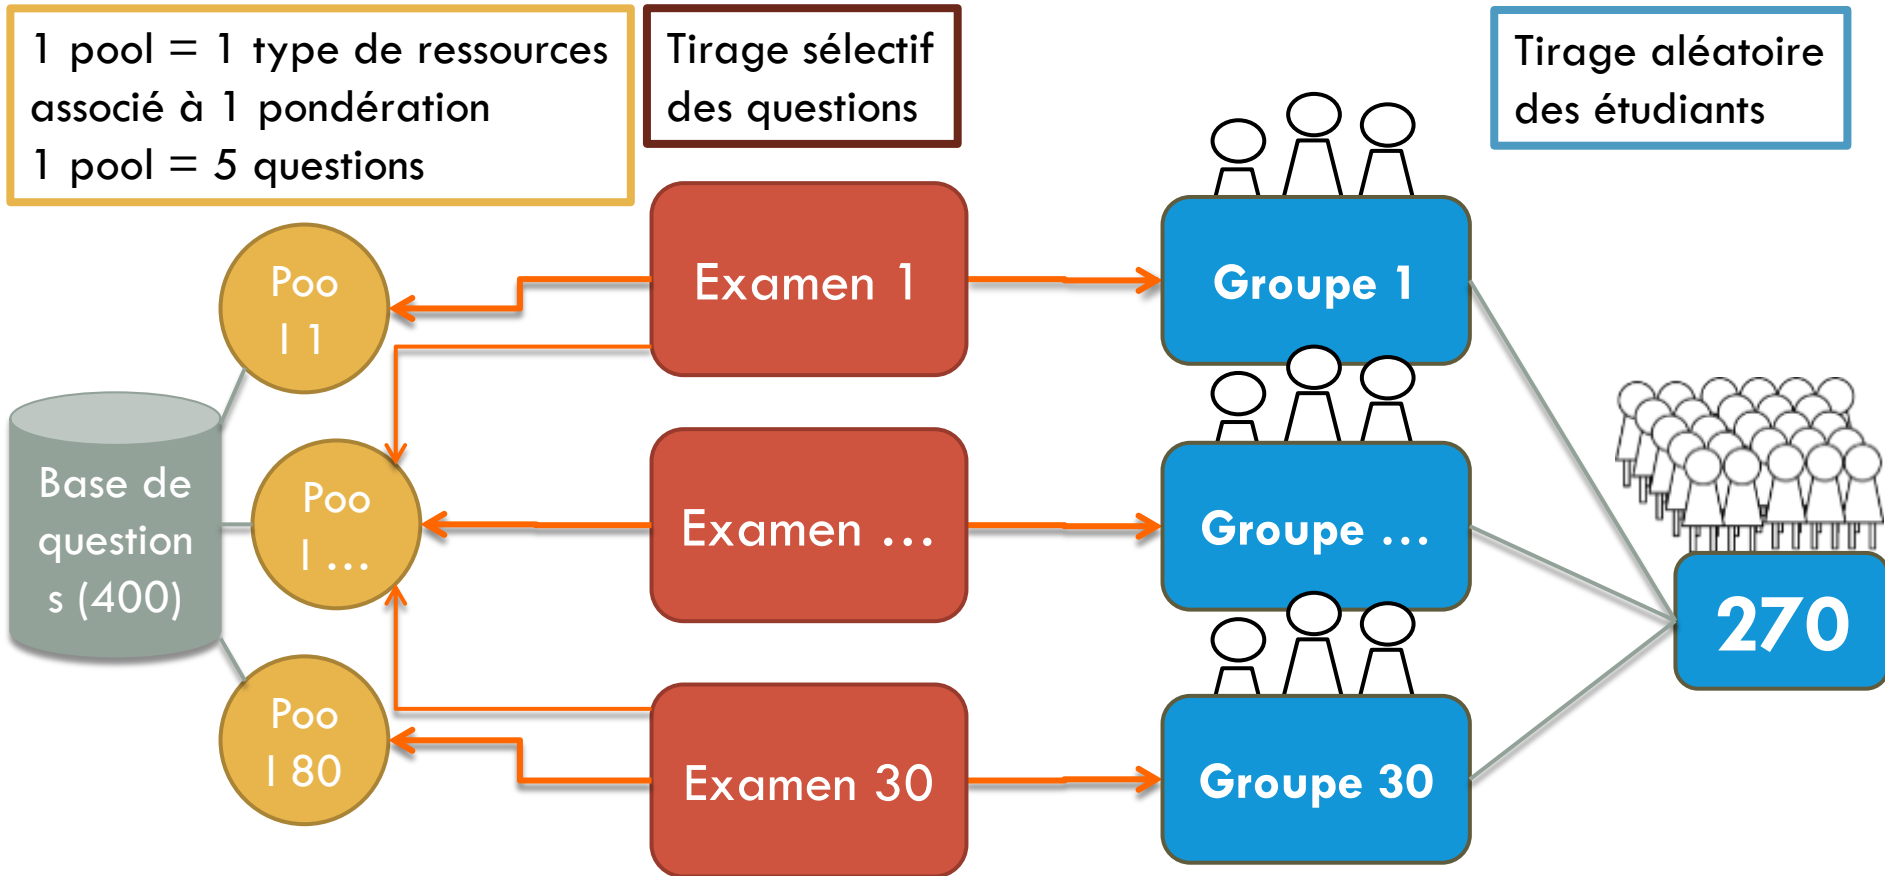 1 pool = 1 type de ressources
associé à 1 pondération
1 pool = 5 questions
Tirage sélectif
des questions
Tirage aléatoire
des étudiants
Poo
l 1
Examen 1
Groupe 1
Base de
question
s (400)
Poo
l ...
Examen ...
Groupe ...
270
Poo
l 80
Examen 30
Groupe 30